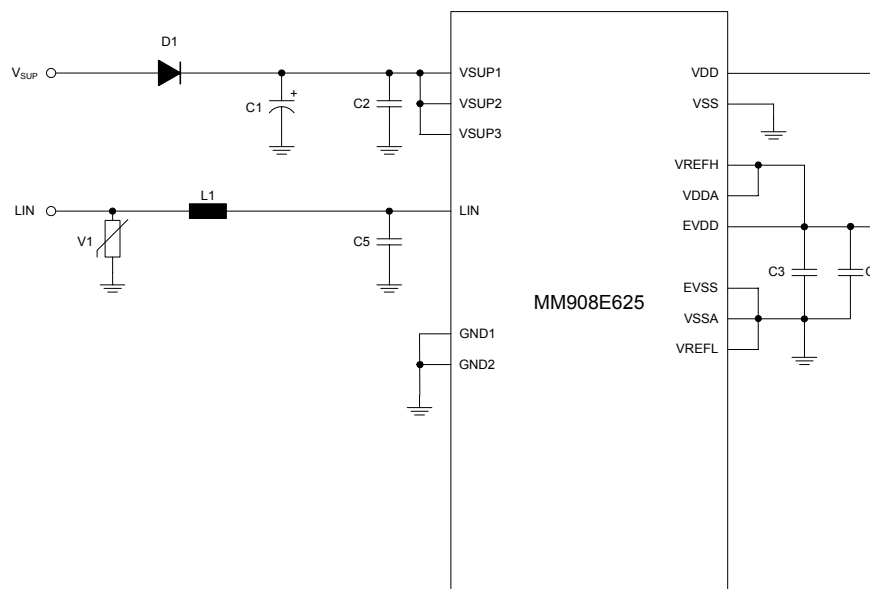 D1
VSUP
C1
+
C2
VSUP1
VSUP2
VSUP3
VDD
VSS
VREFH
VDDA
EVDD
LIN
L1
LIN
V1
C5
C3
EVSS
VSSA
VREFL
MM908E625
GND1
GND2